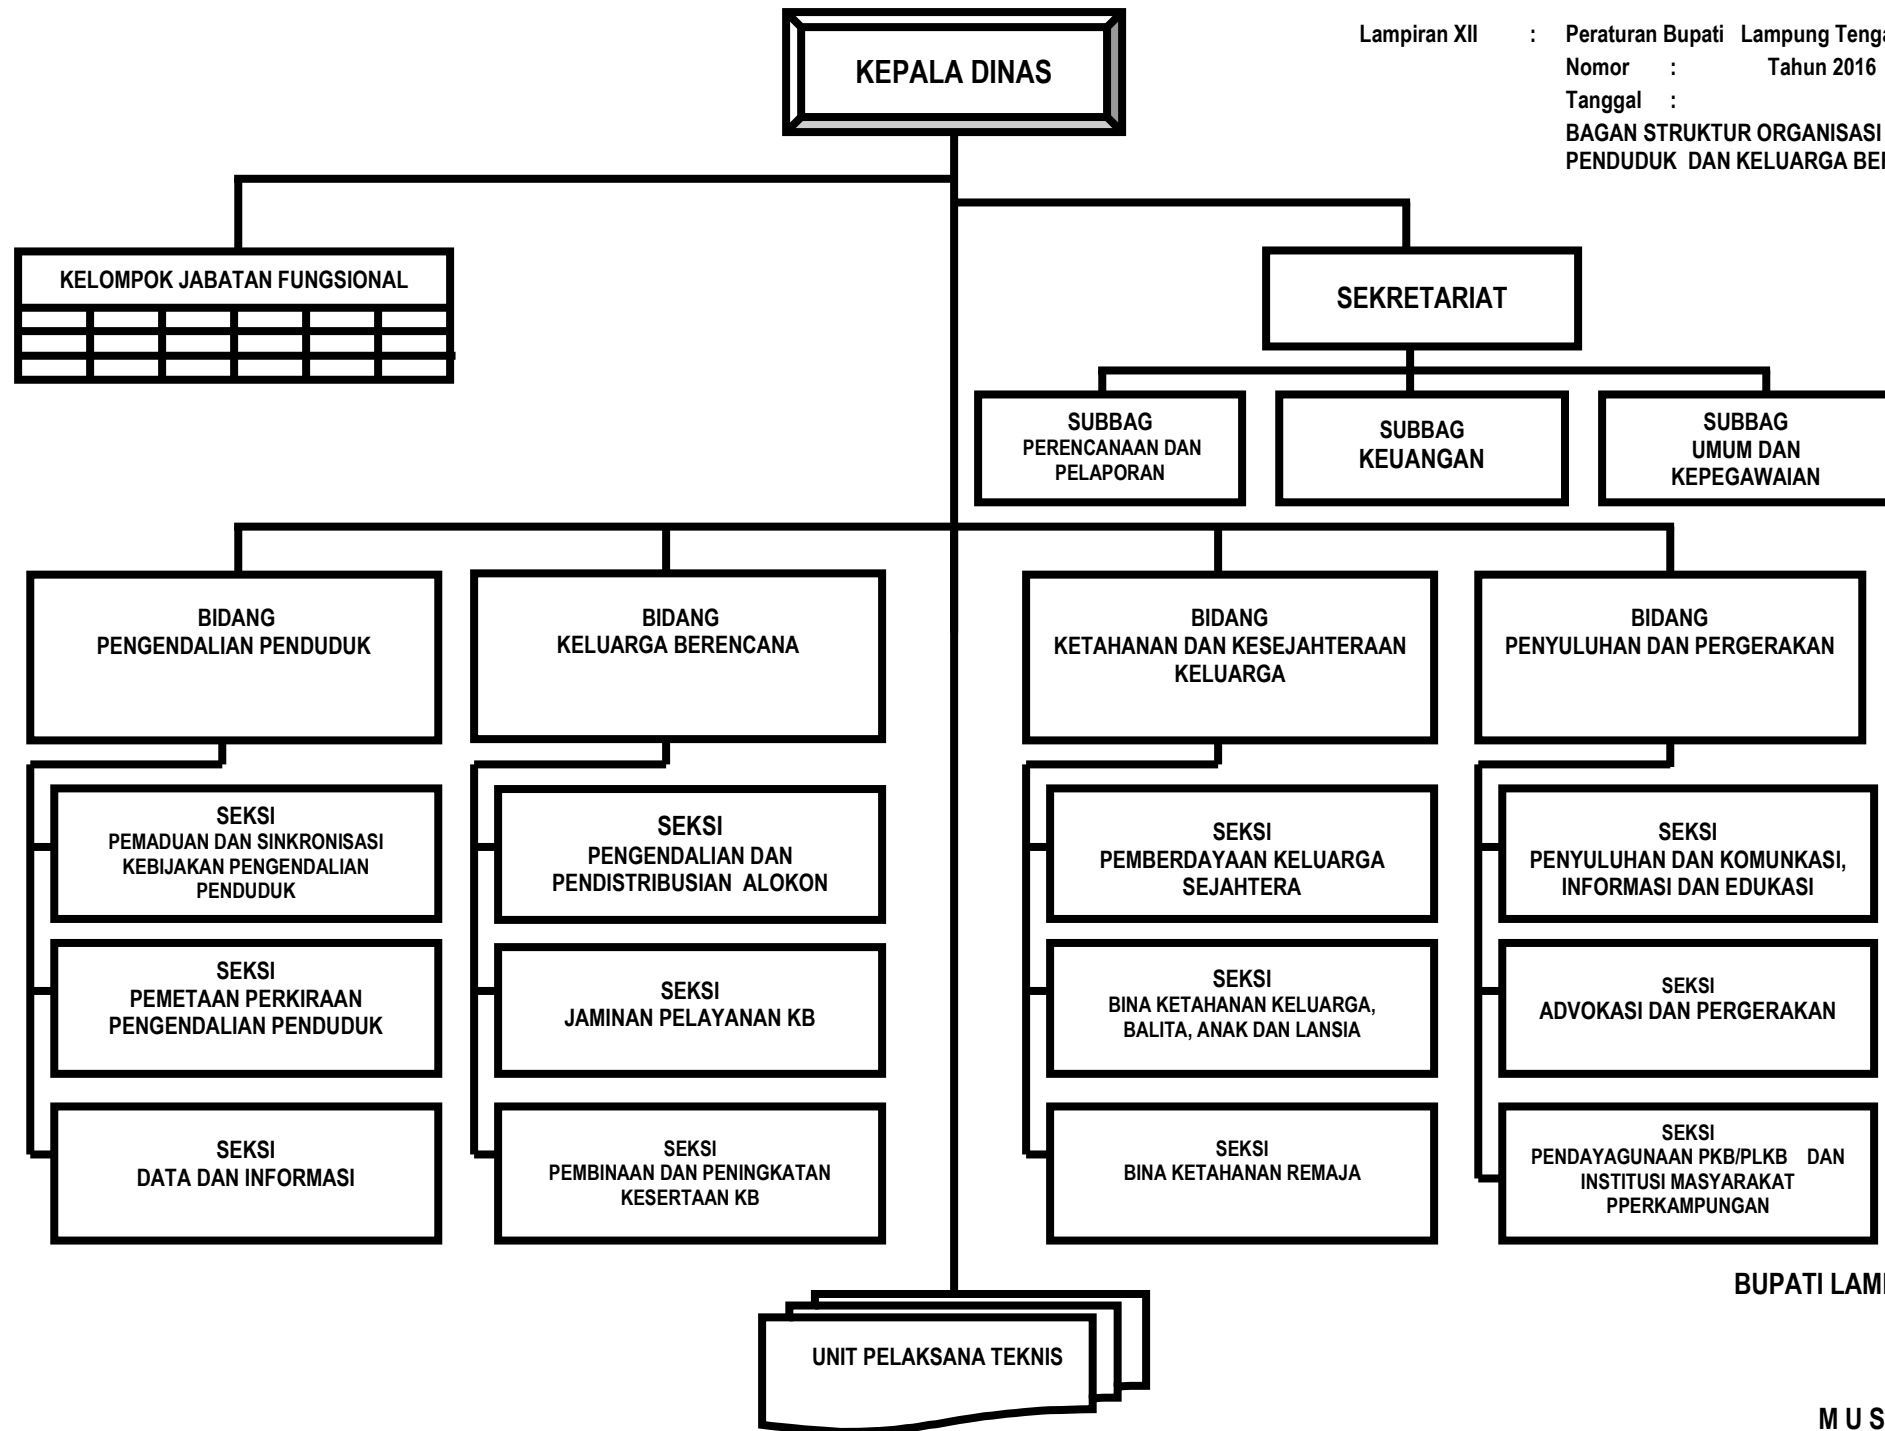 KEPALA DINAS
Lampiran XII : Peraturan Bupati Lampung Tenga
Nomor : Tahun 2016
Tanggal :
BAGAN STRUKTUR ORGANISASI
PENDUDUK DAN KELUARGA BER
KELOMPOK JABATAN FUNGSIONAL
SEKRETARIAT
SUBBAG
PERENCANAAN DAN
PELAPORAN
SUBBAG
KEUANGAN
SUBBAG
UMUM DAN
KEPEGAWAIAN
BIDANG
PENGENDALIAN PENDUDUK
BIDANG
KELUARGA BERENCANA
BIDANG
KETAHANAN DAN KESEJAHTERAAN
KELUARGA
BIDANG
PENYULUHAN DAN PERGERAKAN
SEKSI
PEMADUAN DAN SINKRONISASI
KEBIJAKAN PENGENDALIAN
PENDUDUK
SEKSI
PENGENDALIAN DAN
PENDISTRIBUSIAN ALOKON
SEKSI
PEMBERDAYAAN KELUARGA
SEJAHTERA
SEKSI
PENYULUHAN DAN KOMUNKASI,
INFORMASI DAN EDUKASI
SEKSI
PEMETAAN PERKIRAAN
PENGENDALIAN PENDUDUK
SEKSI
JAMINAN PELAYANAN KB
SEKSI
BINA KETAHANAN KELUARGA,
BALITA, ANAK DAN LANSIA
SEKSI
ADVOKASI DAN PERGERAKAN
SEKSI
DATA DAN INFORMASI
SEKSI
PEMBINAAN DAN PENINGKATAN
KESERTAAN KB
SEKSI
BINA KETAHANAN REMAJA
SEKSI
PENDAYAGUNAAN PKB/PLKB DAN
INSTITUSI MASYARAKAT
PPERKAMPUNGAN
BUPATI LAM
UNIT PELAKSANA TEKNIS
M U S